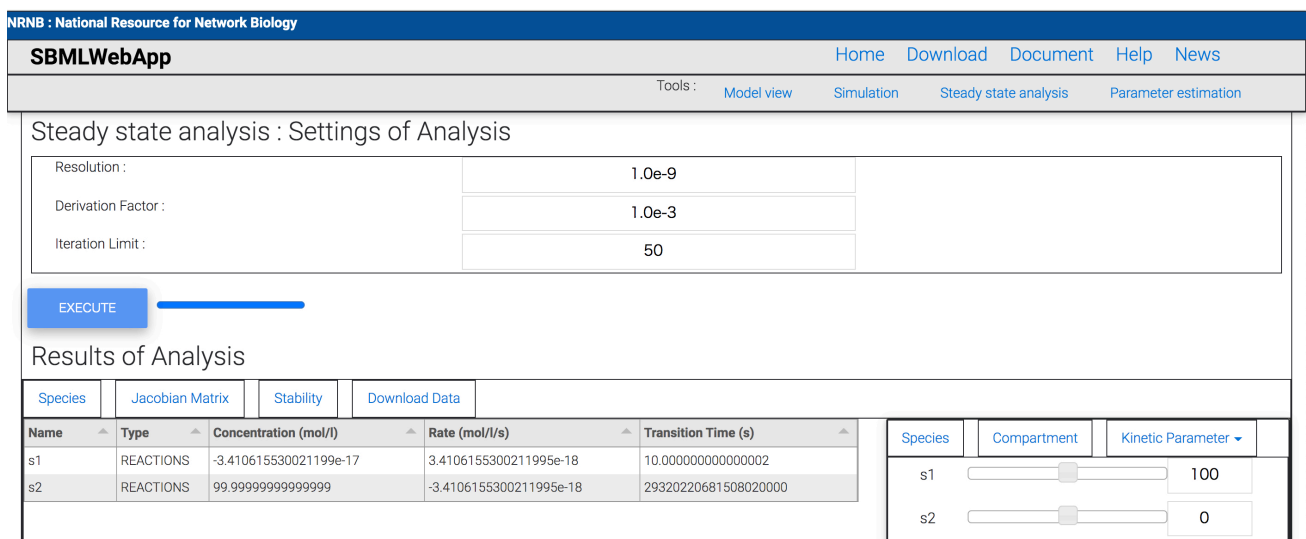 NRNB : National Resource for Network Biology
SBMLWebApp Home Download Document Help News
Tools : Model view Simulation Steady state analysis Parameter estimation
Steady state analysis : Settings of Analysis
Resolution : 1.0e-9
Derivation Factor : 1.0e-3
Iteration Limit : 50
EXECUTE
Results of Analysis
Species Jacobian Matrix Stability Download Data
Name Type Concentration (mol/l) Rate (mol/l/s) Transition Time (s)
s1 REACTIONS -3.410615530021199e-17 3.4106155300211995e-18 10.000000000000002
s2 REACTIONS 99.99999999999999 -3.4106155300211995e-18 29320220681508020000
Species Compartment Kinetic Parameter
s1 100
s2 0